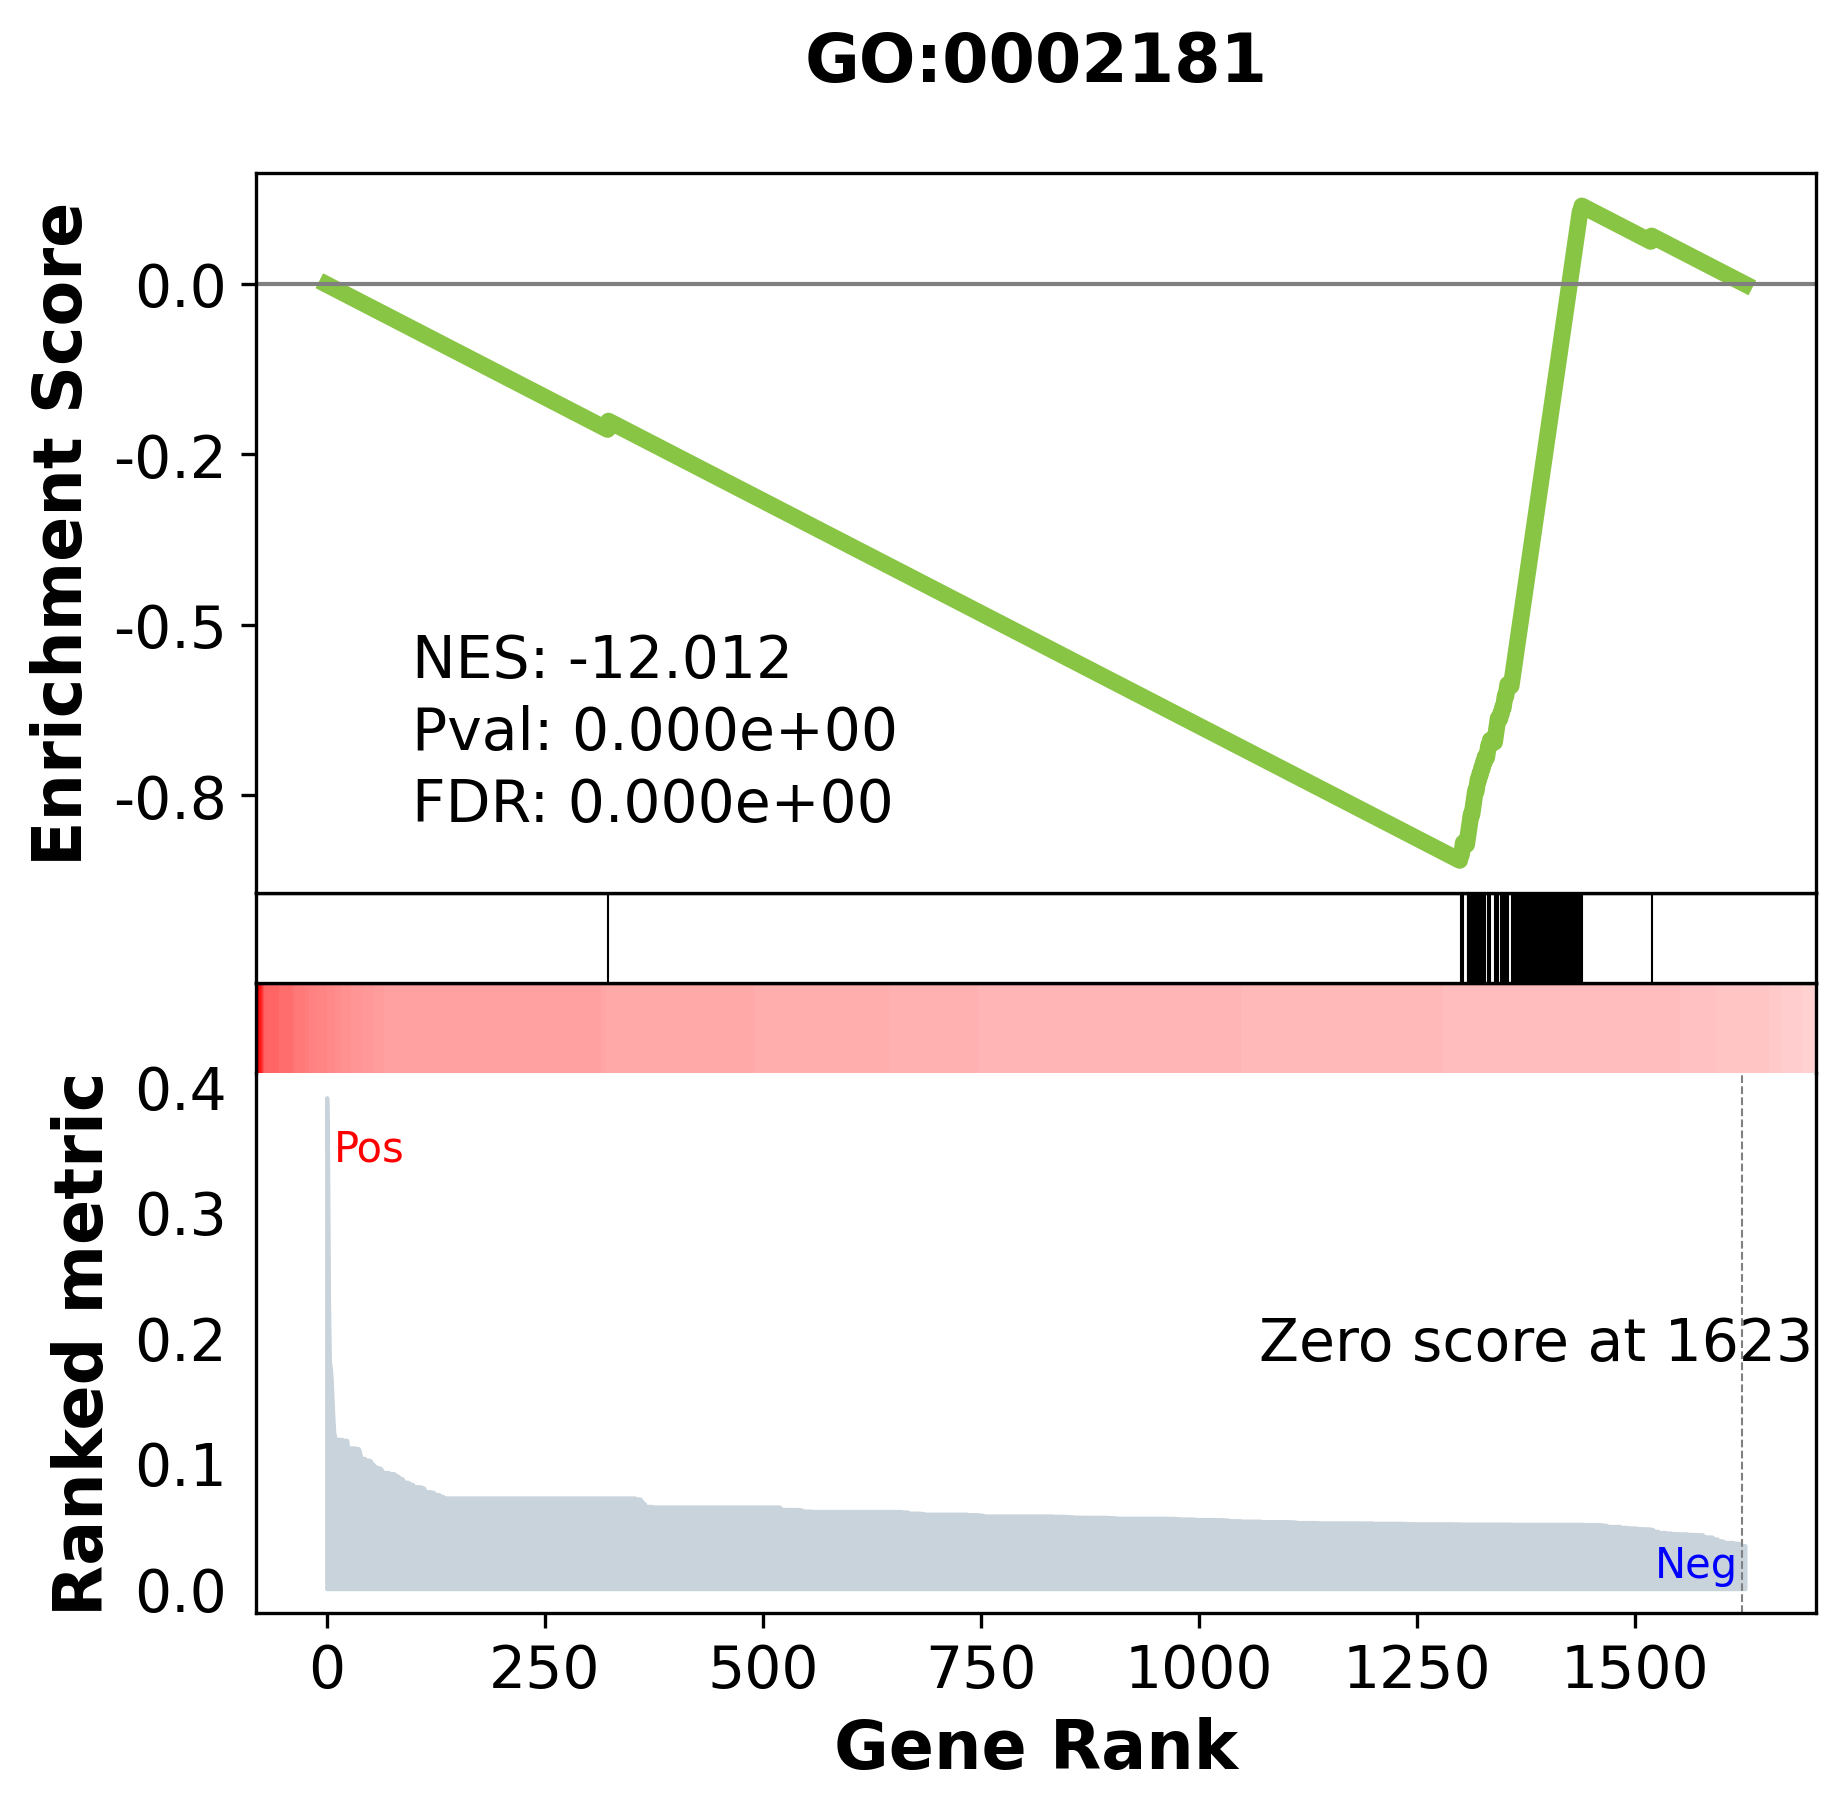 GO:0002181
Enrichment Score
0.0
-0.2
-0.5
-0.8
NES: -12.012
Pval: 0.000e+00
FDR: 0.000e+00
Ranked metric
0.4
0.3
0.2
0.1
0.0
Pos
Zero score at 1623
Neg
0 250 500 750 1000 1250 1500
Gene Rank